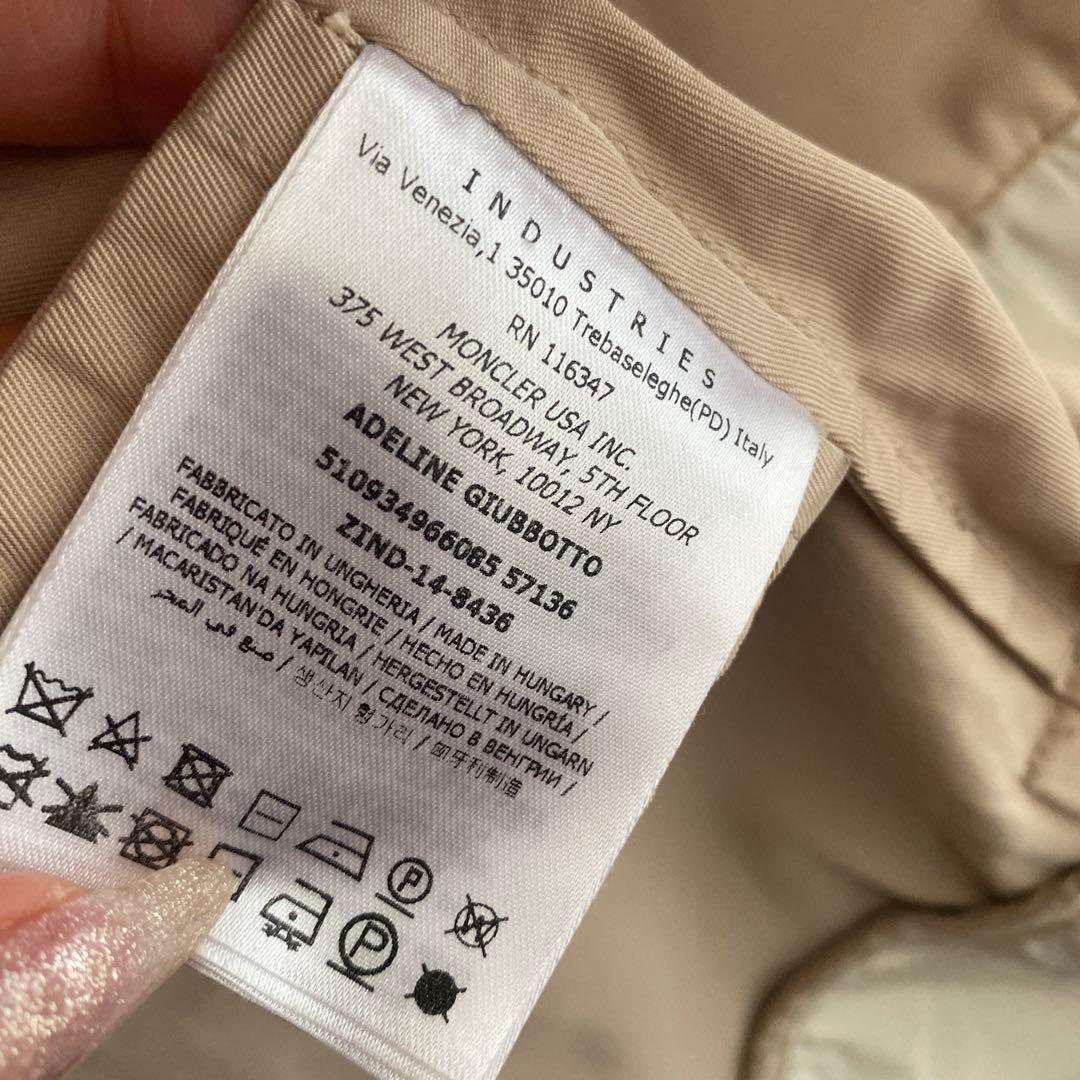 INDUSTRIES
Via Venezia,1 35010 Trebaseleghe(PD) Italy
RN 116347
MONCLER USA INC.
375 WEST BROADWAY, 5TH FLOOR
NEW YORK, 10012 NY
ADELINE GIUBBOTTO
510934966085 57136
ZIND-14-8436
FABBRICATO IN UNGHERIA / MADE IN HUNGARY /
FABRIQUÉ EN HONGRIE / HECHO EN HUNGRÍA /
FABRICADO NA HUNGRIA / HERGESTELLT IN UNGARN
/ MACARISTAN'DA YAPILAN / СДЕЛАНО В ВЕНГРИИ /
صنع في المجر / 생산지 헝가리 / 匈牙利制造
P
W
P